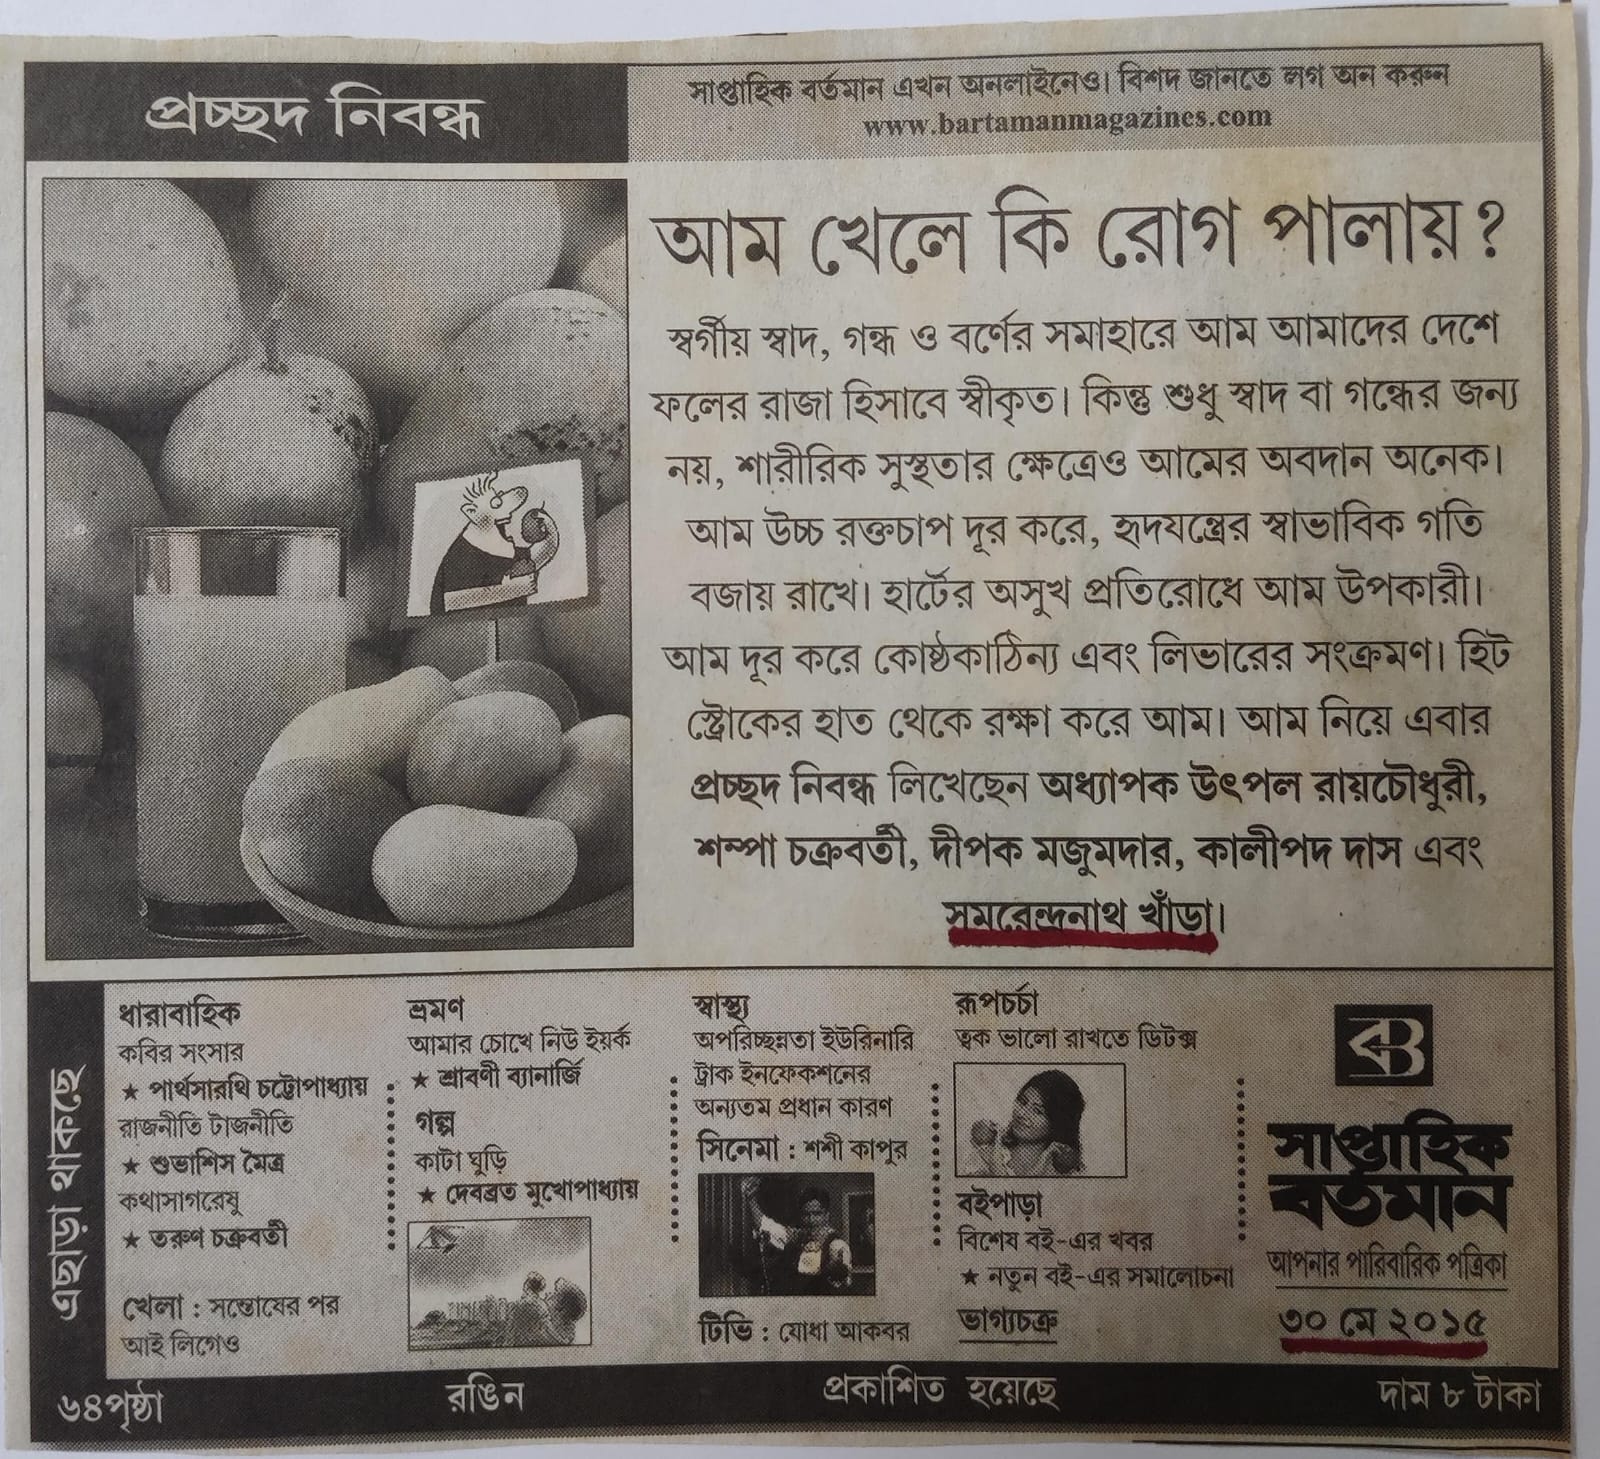 প্রচ্ছদ নিবন্ধ
সাপ্তাহিক বর্তমান এখন অনলাইনেও। বিশদ জানতে লগ অন করুন
www.bartamanmagazines.com
আম খেলে কি রোগ পালায়?
স্বর্গীয় স্বাদ, গন্ধ ও বর্ণের সমাহারে আম আমাদের দেশে
ফলের রাজা হিসাবে স্বীকৃত। কিন্তু শুধু স্বাদ বা গন্ধের জন্য
নয়, শারীরিক সুস্থতার ক্ষেত্রেও আমের অবদান অনেক।
আম উচ্চ রক্তচাপ দূর করে, হৃদযন্ত্রের স্বাভাবিক গতি
বজায় রাখে। হার্টের অসুখ প্রতিরোধে আম উপকারী।
আম দূর করে কোষ্ঠকাঠিন্য এবং লিভারের সংক্রমণ। হিট
স্ট্রোকের হাত থেকে রক্ষা করে আম। আম নিয়ে এবার
প্রচ্ছদ নিবন্ধ লিখেছেন অধ্যাপক উৎপল রায়চৌধুরী,
শম্পা চক্রবর্তী, দীপক মজুমদার, কালীপদ দাস এবং
সমরেন্দ্রনাথ খাঁড়া।
এছাড়া থাকছে
ধারাবাহিক
কবির সংসার
★ পার্থসারথি চট্টোপাধ্যায়
রাজনীতি টাজনীতি
★ শুভাশিস মৈত্র
কথাসাগরেষু
★ তরুণ চক্রবর্তী
খেলা : সন্তোষের পর
আই লিগেও
ভ্রমণ
আমার চোখে নিউ ইয়র্ক
★ শ্রাবণী ব্যানার্জি
গল্প
কাটা ঘুড়ি
★ দেবব্রত মুখোপাধ্যায়
স্বাস্থ্য
অপরিচ্ছন্নতা ইউরিনারি
ট্রাক ইনফেকশনের
অন্যতম প্রধান কারণ
সিনেমা : শশী কাপুর
টিভি : যোধা আকবর
রূপচর্চা
ত্বক ভালো রাখতে ডিটক্স
বইপাড়া
বিশেষ বই-এর খবর
★ নতুন বই-এর সমালোচনা
ভাগ্যচক্র
সাপ্তাহিক
বর্তমান
আপনার পারিবারিক পত্রিকা
৩০ মে ২০১৫
৬৪পৃষ্ঠা রঙিন প্রকাশিত হয়েছে দাম ৮ টাকা